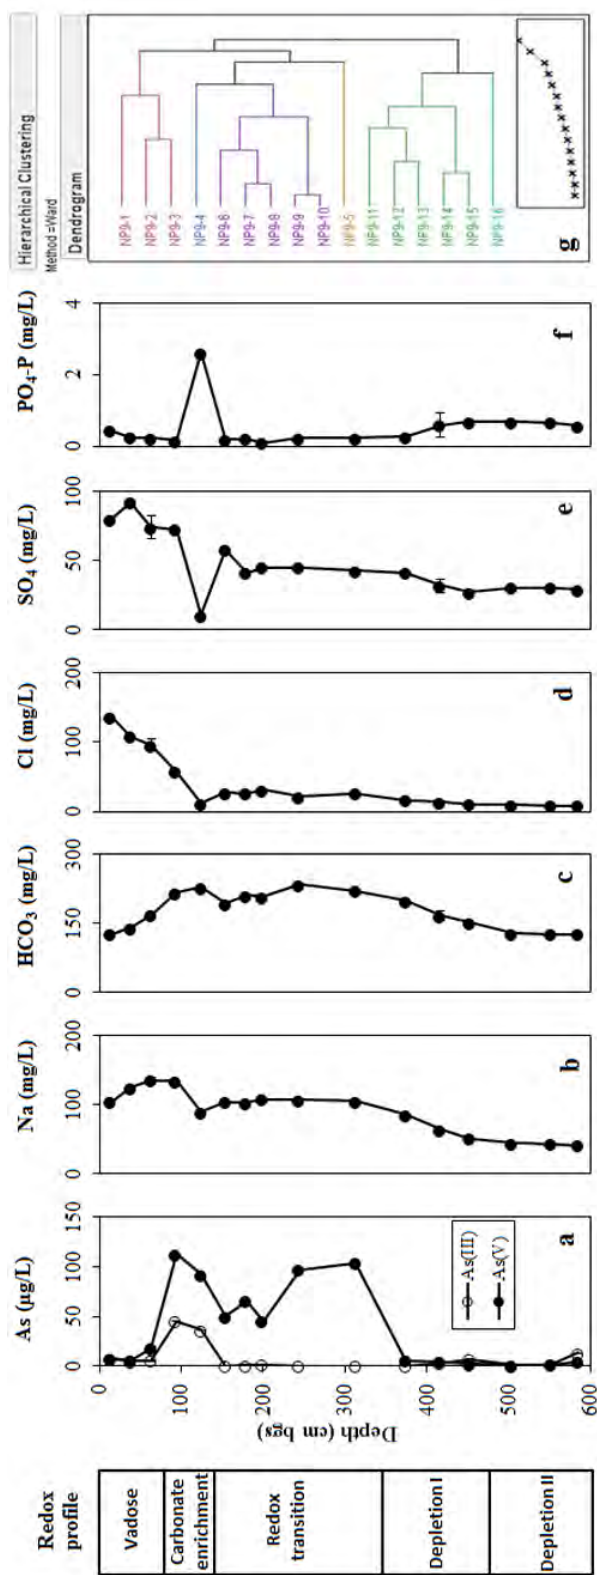 Redox
profile
Vadose
Carbonate
enrichment
Redox
transition
Depletion I
Depletion II
As (µg/L)
0 50 100 150
Depth (cm bgs)
0
100
200
300
400
500
600
As(III)
As(V)
a
Na (mg/L)
0 100 200
b
HCO3 (mg/L)
0 150 300
c
Cl (mg/L)
0 100 200
d
SO4 (mg/L)
0 50 100
e
PO4-P (mg/L)
0 2 4
f
Hierarchical Clustering
Method =Ward
Dendrogram
NP9-1
NP9-2
NP9-3
NP9-4
NP9-6
NP9-7
NP9-8
NP9-9
NP9-10
NP9-5
NP9-11
NP9-12
NP9-13
NP9-14
NP9-15
NP9-16
g